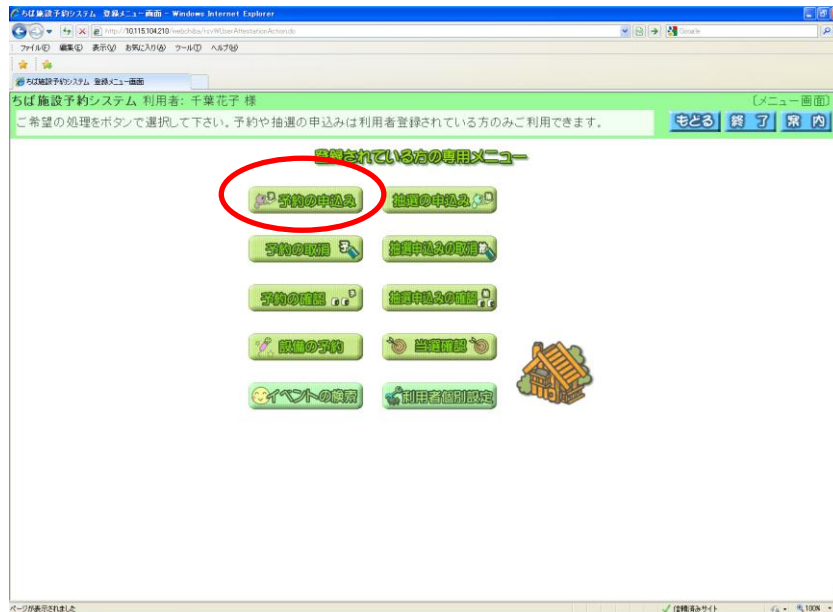 ちば施設予約システム 登録メニュー画面 - Windows Internet Explorer
http://10.115.104.210/webchiba/rsvWUserAttestationAction.do
Google
ファイル(F) 編集(E) 表示(V) お気に入り(A) ツール(T) ヘルプ(H)
ちば施設予約システム 登録メニュー画面
ちば施設予約システム 利用者: 千葉花子 様
[メニュー画面]
ご希望の処理をボタンで選択して下さい。予約や抽選の申込みは利用者登録されている方のみご利用できます。
もどる 終 了 案 内
登録されている方の専用メニュー
予約の申込み 抽選の申込み
予約の取消 抽選申込みの取消
予約の確認 抽選申込みの確認
設備の予約 当選確認
イベントの検索 利用者個別設定
ページが表示されました
信頼済みサイト
100%